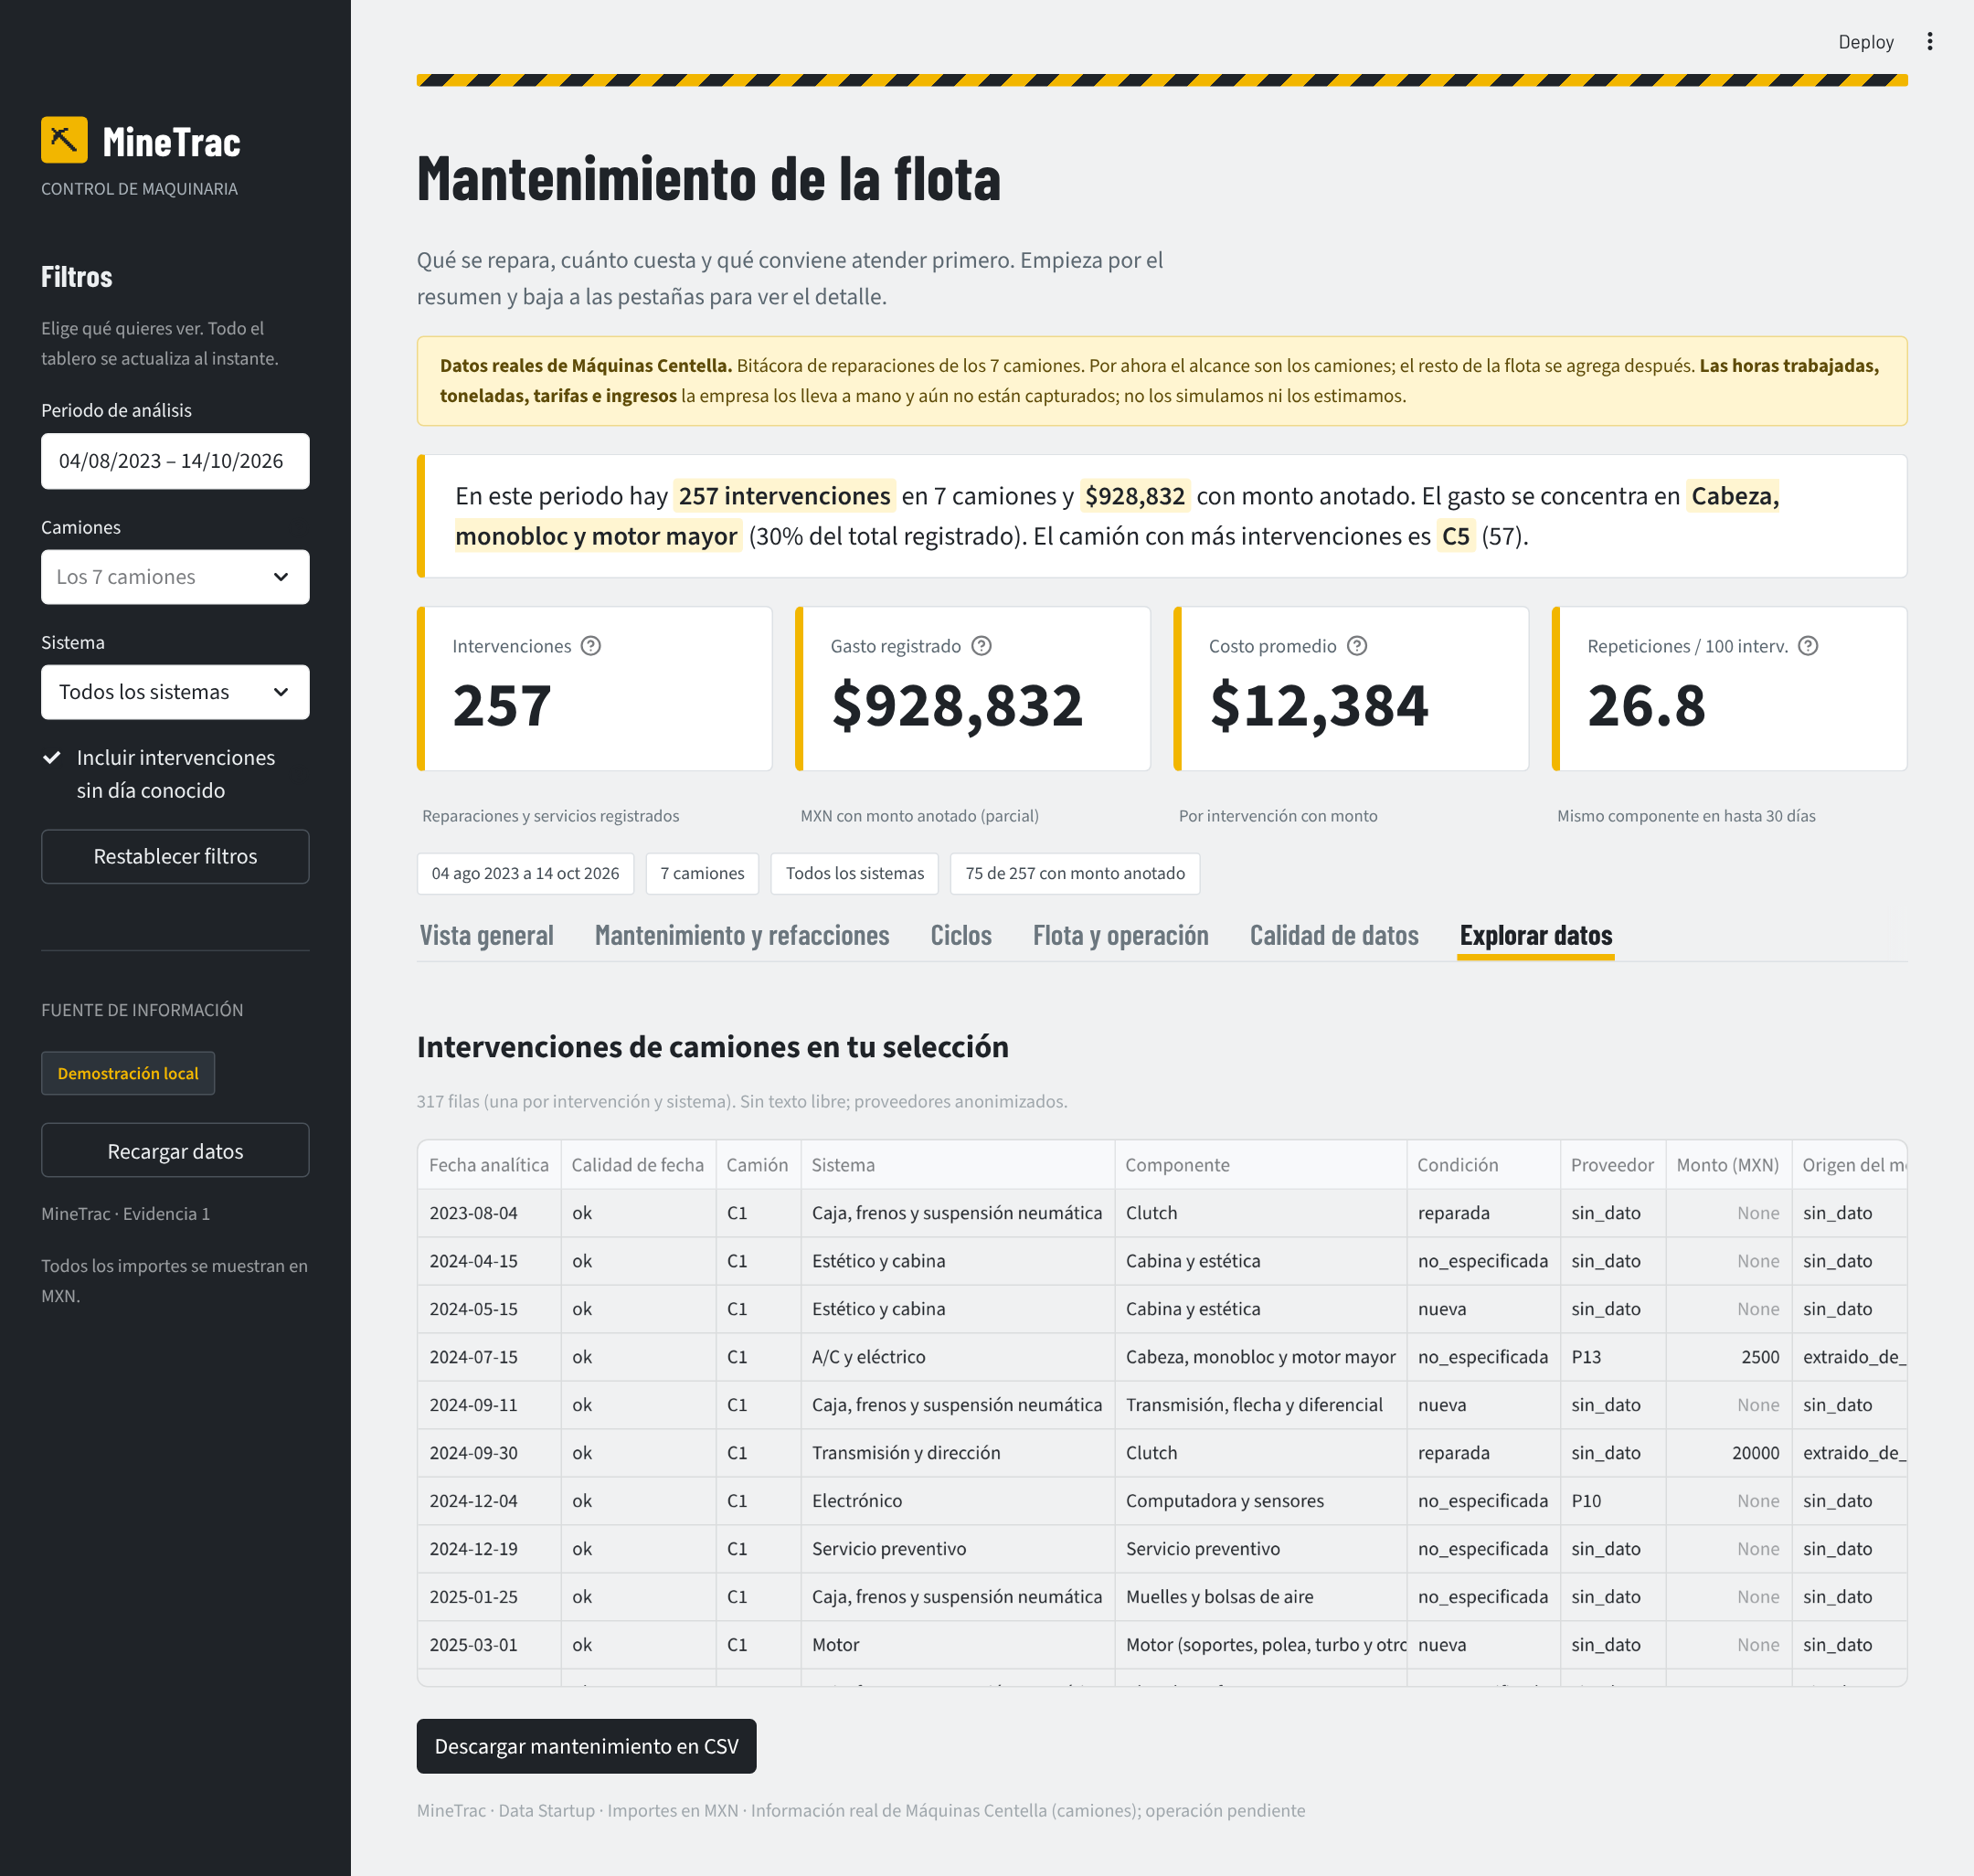 Deploy
MineTrac
CONTROL DE MAQUINARIA
Filtros
Elige qué quieres ver. Todo el
tablero se actualiza al instante.
Periodo de análisis
04/08/2023 – 14/10/2026
Camiones
Los 7 camiones
Sistema
Todos los sistemas
Incluir intervenciones
sin día conocido
Restablecer filtros
FUENTE DE INFORMACIÓN
Demostración local
Recargar datos
MineTrac · Evidencia 1
Todos los importes se muestran en
MXN.
Mantenimiento de la flota
Qué se repara, cuánto cuesta y qué conviene atender primero. Empieza por el
resumen y baja a las pestañas para ver el detalle.
Datos reales de Máquinas Centella. Bitácora de reparaciones de los 7 camiones. Por ahora el alcance son los camiones; el resto de la flota se agrega después. Las horas trabajadas,
toneladas, tarifas e ingresos la empresa los lleva a mano y aún no están capturados; no los simulamos ni los estimamos.
En este periodo hay 257 intervenciones en 7 camiones y $928,832 con monto anotado. El gasto se concentra en Cabeza,
monobloc y motor mayor (30% del total registrado). El camión con más intervenciones es C5 (57).
Intervenciones
257
Reparaciones y servicios registrados
Gasto registrado
$928,832
MXN con monto anotado (parcial)
Costo promedio
$12,384
Por intervención con monto
Repeticiones / 100 interv.
26.8
Mismo componente en hasta 30 días
04 ago 2023 a 14 oct 2026 7 camiones Todos los sistemas 75 de 257 con monto anotado
Vista general Mantenimiento y refacciones Ciclos Flota y operación Calidad de datos Explorar datos
Intervenciones de camiones en tu selección
317 filas (una por intervención y sistema). Sin texto libre; proveedores anonimizados.
Fecha analítica Calidad de fecha Camión Sistema Componente Condición Proveedor Monto (MXN) Origen del
2023-08-04 ok C1 Caja, frenos y suspensión neumática Clutch reparada sin_dato None sin_dato
2024-04-15 ok C1 Estético y cabina Cabina y estética no_especificada sin_dato None sin_dato
2024-05-15 ok C1 Estético y cabina Cabina y estética nueva sin_dato None sin_dato
2024-07-15 ok C1 A/C y eléctrico Cabeza, monobloc y motor mayor no_especificada P13 2500 extraido_de_
2024-09-11 ok C1 Caja, frenos y suspensión neumática Transmisión, flecha y diferencial nueva sin_dato None sin_dato
2024-09-30 ok C1 Transmisión y dirección Clutch reparada sin_dato 20000 extraido_de_
2024-12-04 ok C1 Electrónico Computadora y sensores no_especificada P10 None sin_dato
2024-12-19 ok C1 Servicio preventivo Servicio preventivo no_especificada sin_dato None sin_dato
2025-01-25 ok C1 Caja, frenos y suspensión neumática Muelles y bolsas de aire no_especificada sin_dato None sin_dato
2025-03-01 ok C1 Motor Motor (soportes, polea, turbo y otro nueva sin_dato None sin_dato
Descargar mantenimiento en CSV
MineTrac · Data Startup · Importes en MXN · Información real de Máquinas Centella (camiones); operación pendiente